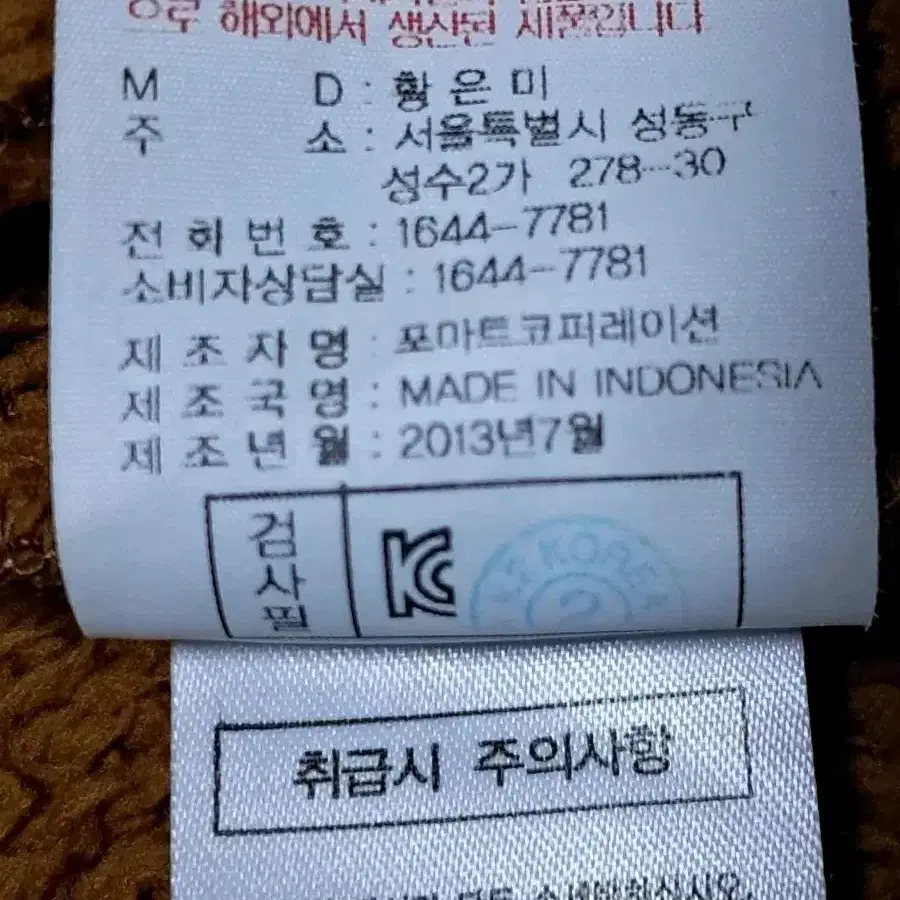 으로 해외에서 생산된 제품입니다
M D : 황은미
주 소 : 서울특별시 성동구
성수2가 278-30
전 화 번 호 : 1644-7781
소비자상담실 : 1644-7781
제 조 자 명 : 포마트코퍼레이션
제 조 국 명 : MADE IN INDONESIA
제 조 년 월 : 2013년7월
검사필
KOREA
취급시 주의사항